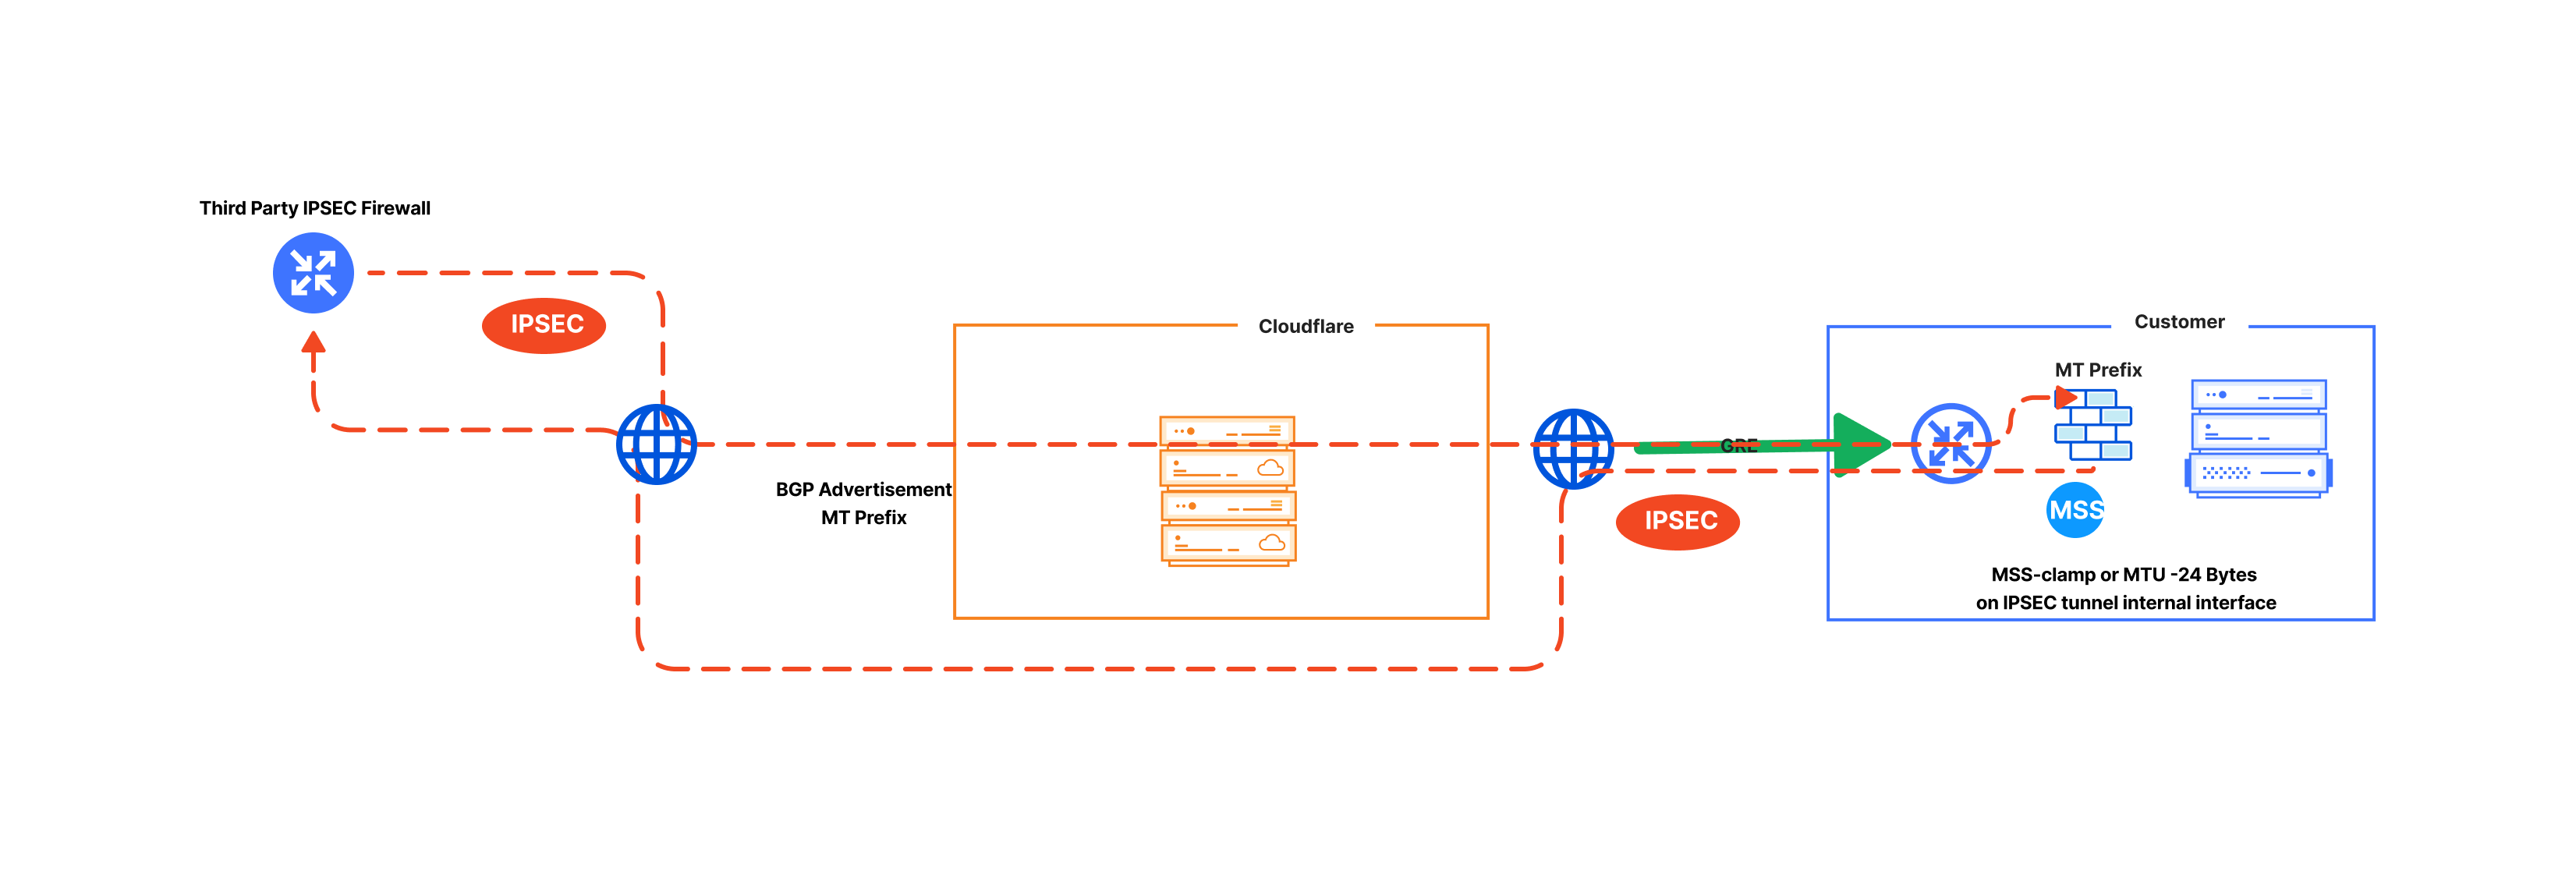 Third Party IPSEC Firewall
IPSEC
Cloudflare
Customer
MT Prefix
GRE
BGP Advertisement
MT Prefix
IPSEC
MSS
MSS-clamp or MTU -24 Bytes
on IPSEC tunnel internal interface